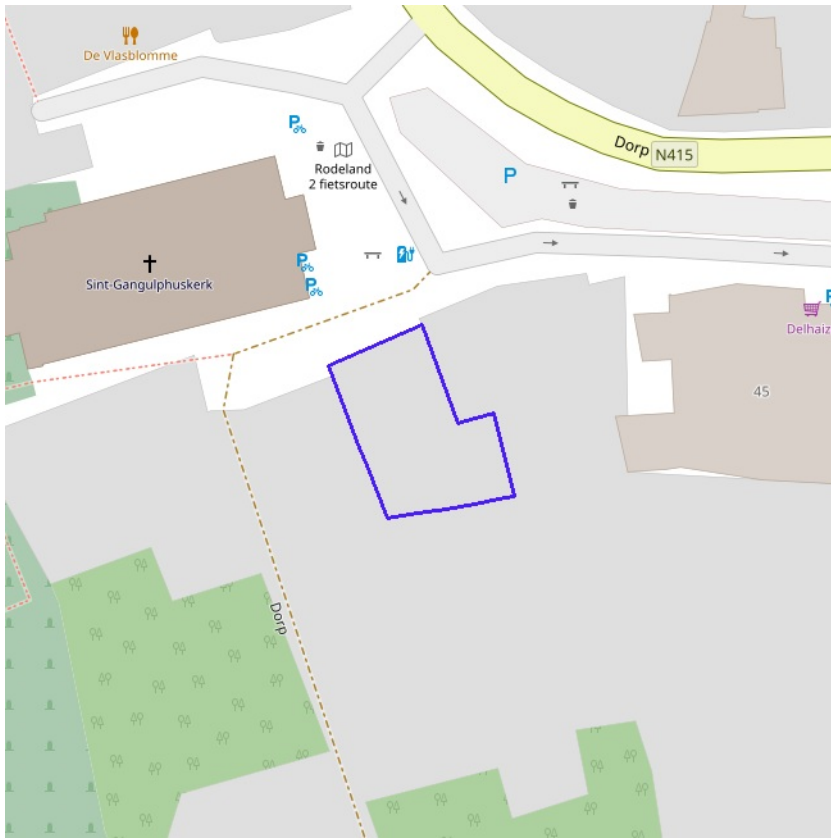 De Vlasblomme
Dorp
N415
Rodeland
2 fietsroute
P
Sint-Gangulphuskerk
P
P
P
P
Delhaiz
45
Dorp